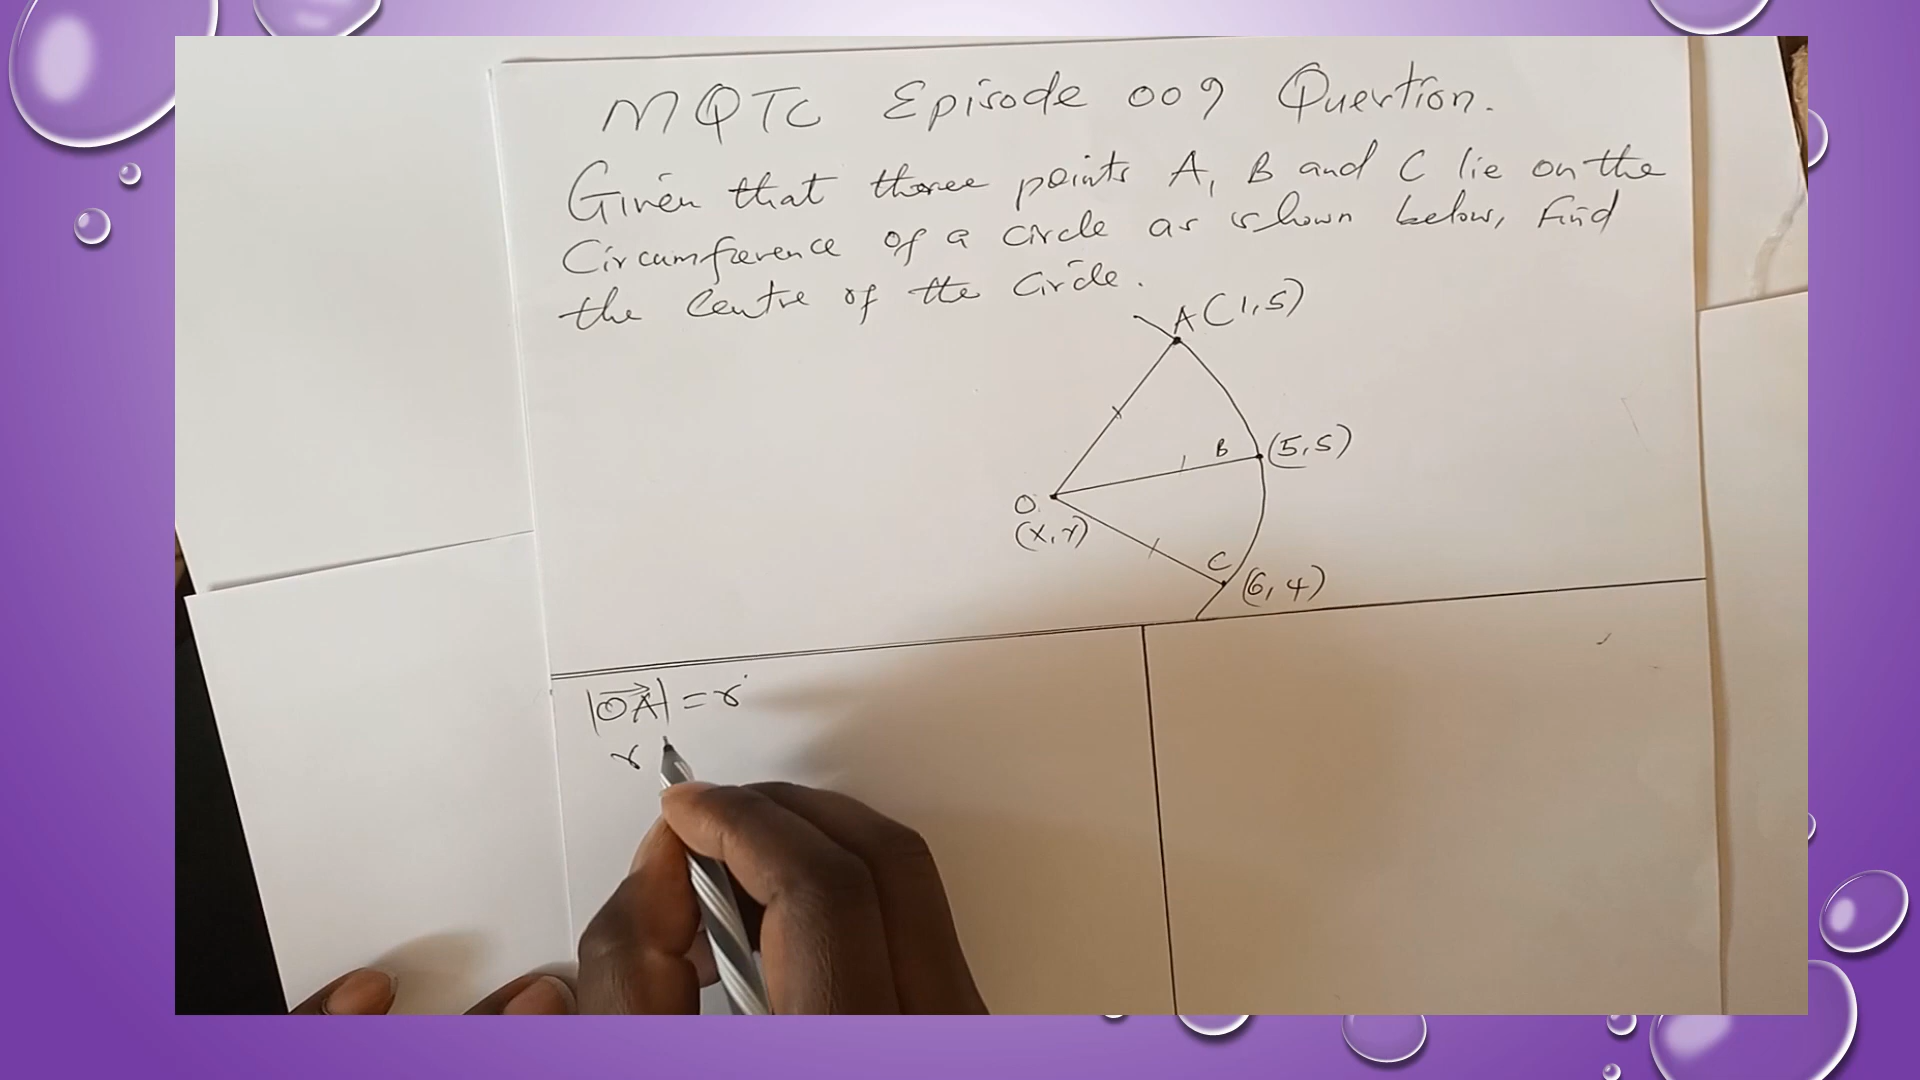 MQTC Episode 009 Question.
Given that three points A, B and C lie on the
Circumference of a circle as shown below, Find
the Centre of the Circle.
A (1,5)
B (5,5)
O
(x,y)
C (6,4)
|OA| = r
r